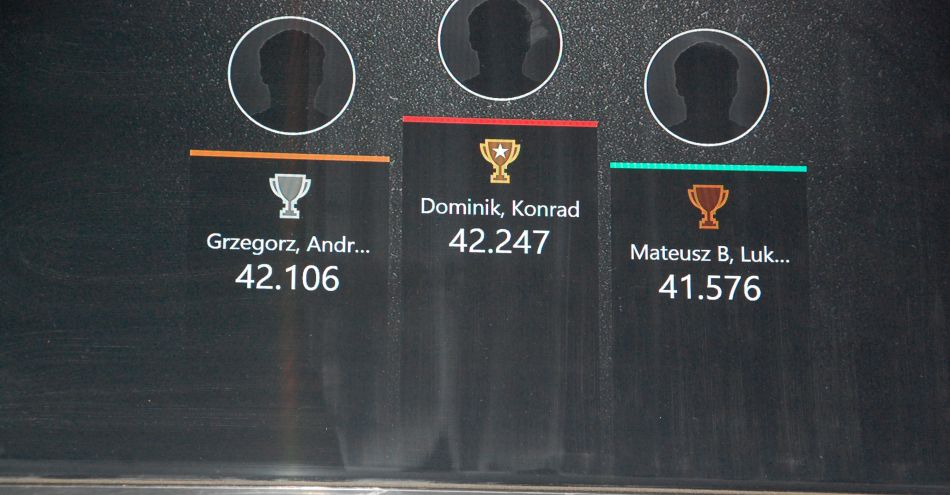 Grzegorz, Andr...
42.106
Dominik, Konrad
42.247
Mateusz B, Luk...
41.576